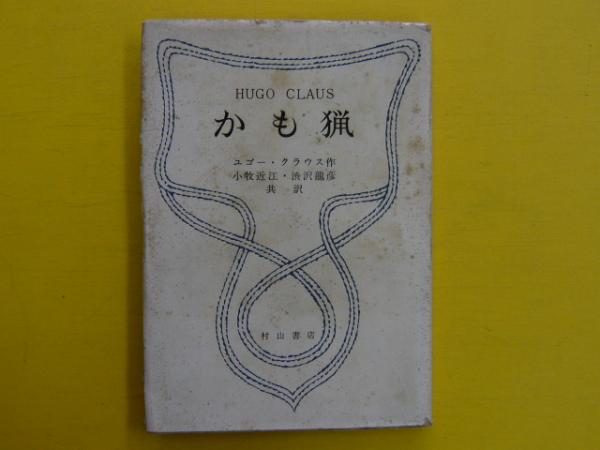 HUGO CLAUS
かも猟
ユゴー・クラウス作
小牧近江・渋沢龍彦
共訳
村山書店